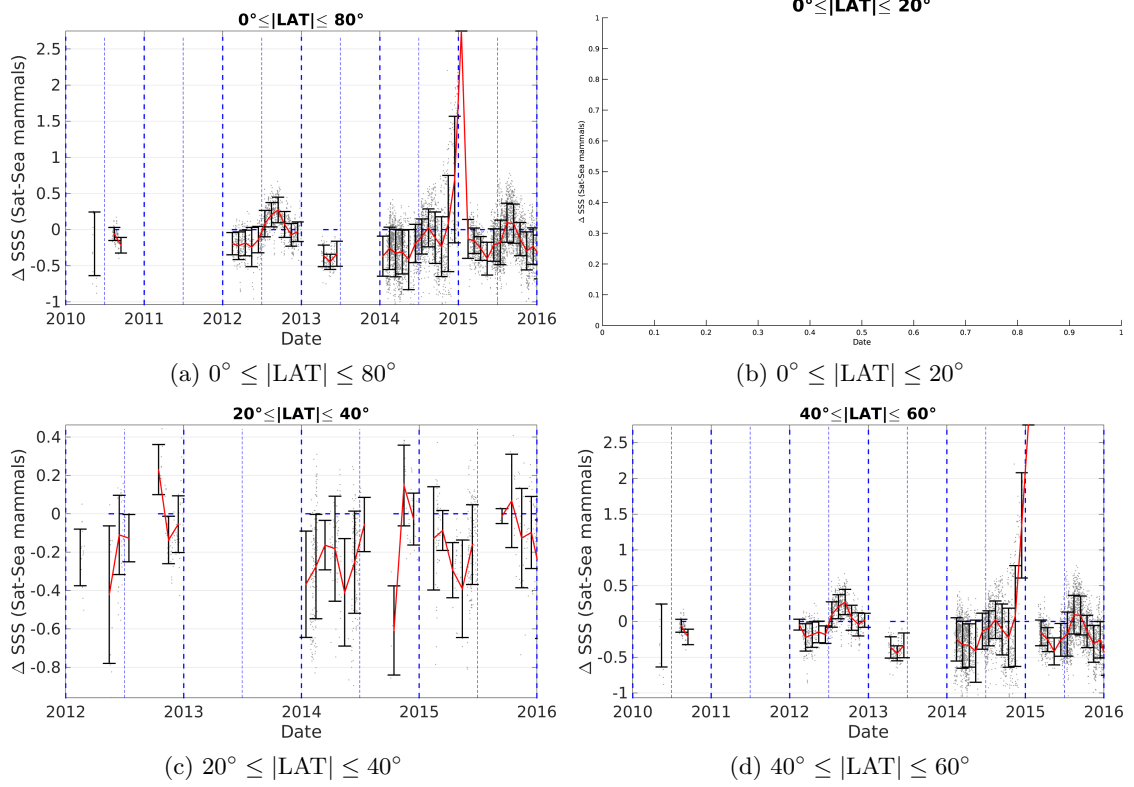 0°≤|LAT|≤ 80°
Δ SSS (Sat-Sea mammals)
2.5
2
1.5
1
0.5
0
-0.5
-1
2010 2011 2012 2013 2014 2015 2016
Date
(a) 0° ≤ |LAT| ≤ 80°
0°≤|LAT|≤ 20°
Δ SSS (Sat-Sea mammals)
1
0.9
0.8
0.7
0.6
0.5
0.4
0.3
0.2
0.1
0
0 0.1 0.2 0.3 0.4 0.5 0.6 0.7 0.8 0.9 1
Date
(b) 0° ≤ |LAT| ≤ 20°
20°≤|LAT|≤ 40°
Δ SSS (Sat-Sea mammals)
0.4
0.2
0
-0.2
-0.4
-0.6
-0.8
2012 2013 2014 2015 2016
Date
(c) 20° ≤ |LAT| ≤ 40°
40°≤|LAT|≤ 60°
Δ SSS (Sat-Sea mammals)
2.5
2
1.5
1
0.5
0
-0.5
-1
2010 2011 2012 2013 2014 2015 2016
Date
(d) 40° ≤ |LAT| ≤ 60°